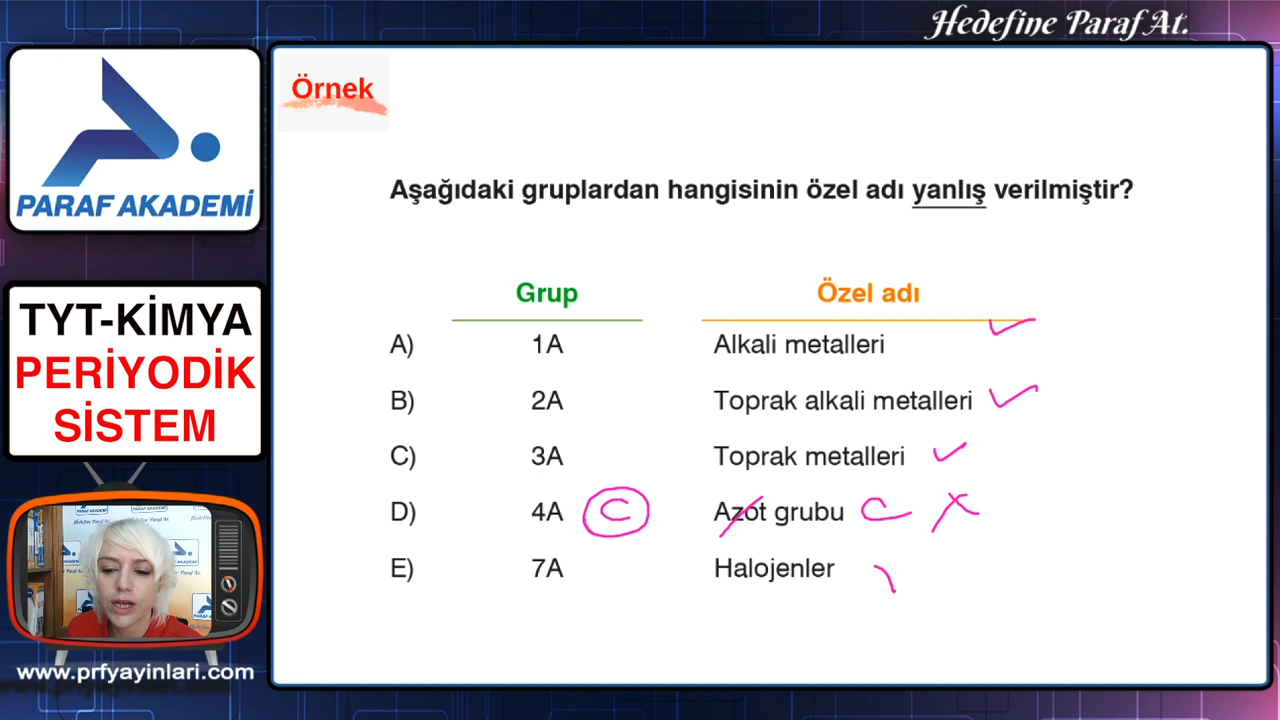 Hedefine Paraf At.
PARAF AKADEMİ
Örnek
Aşağıdaki gruplardan hangisinin özel adı yanlış verilmiştir?
Grup Özel adı
A) 1A Alkali metalleri
B) 2A Toprak alkali metalleri
C) 3A Toprak metalleri
D) 4A C Azot grubu C
E) 7A Halojenler
TYT-KİMYA
PERİYODİK
SİSTEM
www.prfyayinlari.com